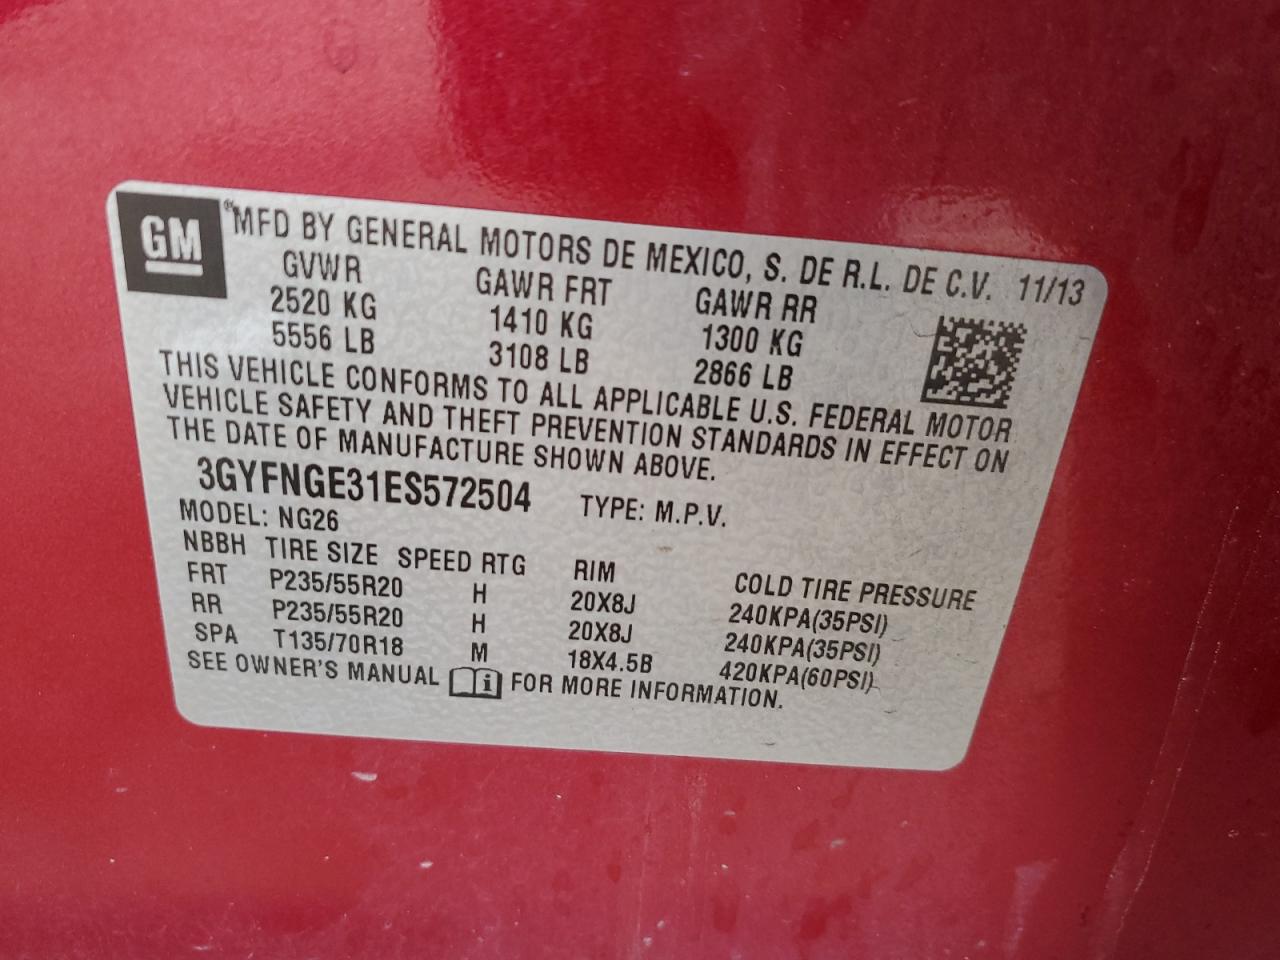 GM ® MFD BY GENERAL MOTORS DE MEXICO, S. DE R.L. DE C.V. 11/13
GVWR GAWR FRT GAWR RR
2520 KG 1410 KG 1300 KG
5556 LB 3108 LB 2866 LB
THIS VEHICLE CONFORMS TO ALL APPLICABLE U.S. FEDERAL MOTOR
VEHICLE SAFETY AND THEFT PREVENTION STANDARDS IN EFFECT ON
THE DATE OF MANUFACTURE SHOWN ABOVE.
3GYFNGE31ES572504 TYPE: M.P.V.
MODEL: NG26
NBBH TIRE SIZE SPEED RTG RIM COLD TIRE PRESSURE
FRT P235/55R20 H 20X8J 240KPA(35PSI)
RR P235/55R20 H 20X8J 240KPA(35PSI)
SPA T135/70R18 M 18X4.5B 420KPA(60PSI)
SEE OWNER'S MANUAL i FOR MORE INFORMATION.